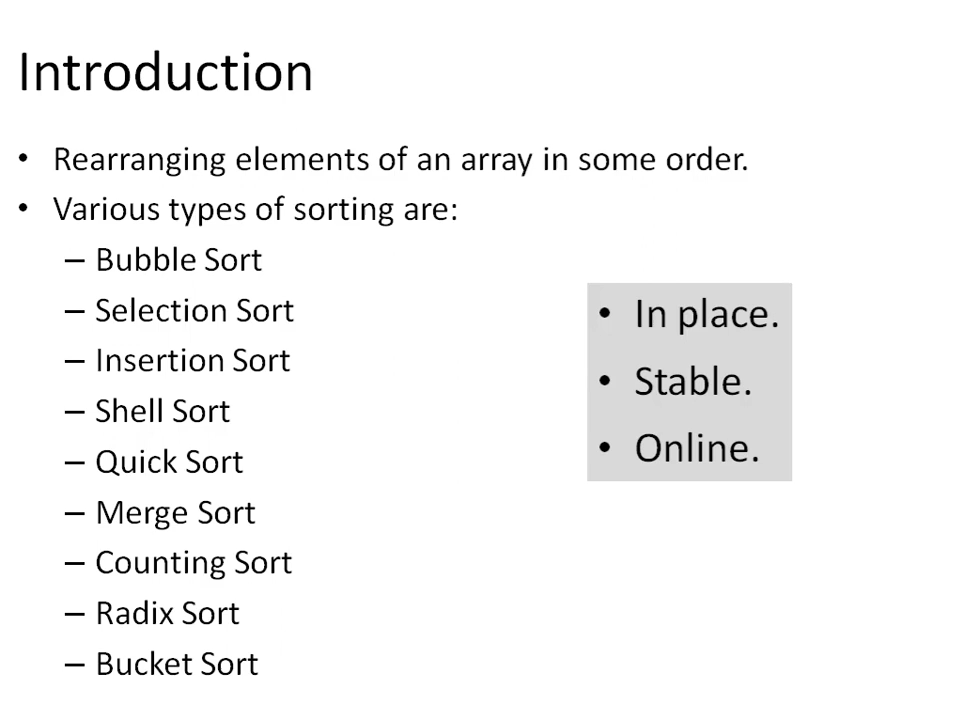 Introduction
• Rearranging elements of an array in some order.
• Various types of sorting are:
– Bubble Sort
– Selection Sort
– Insertion Sort
– Shell Sort
– Quick Sort
– Merge Sort
– Counting Sort
– Radix Sort
– Bucket Sort
• In place.
• Stable.
• Online.